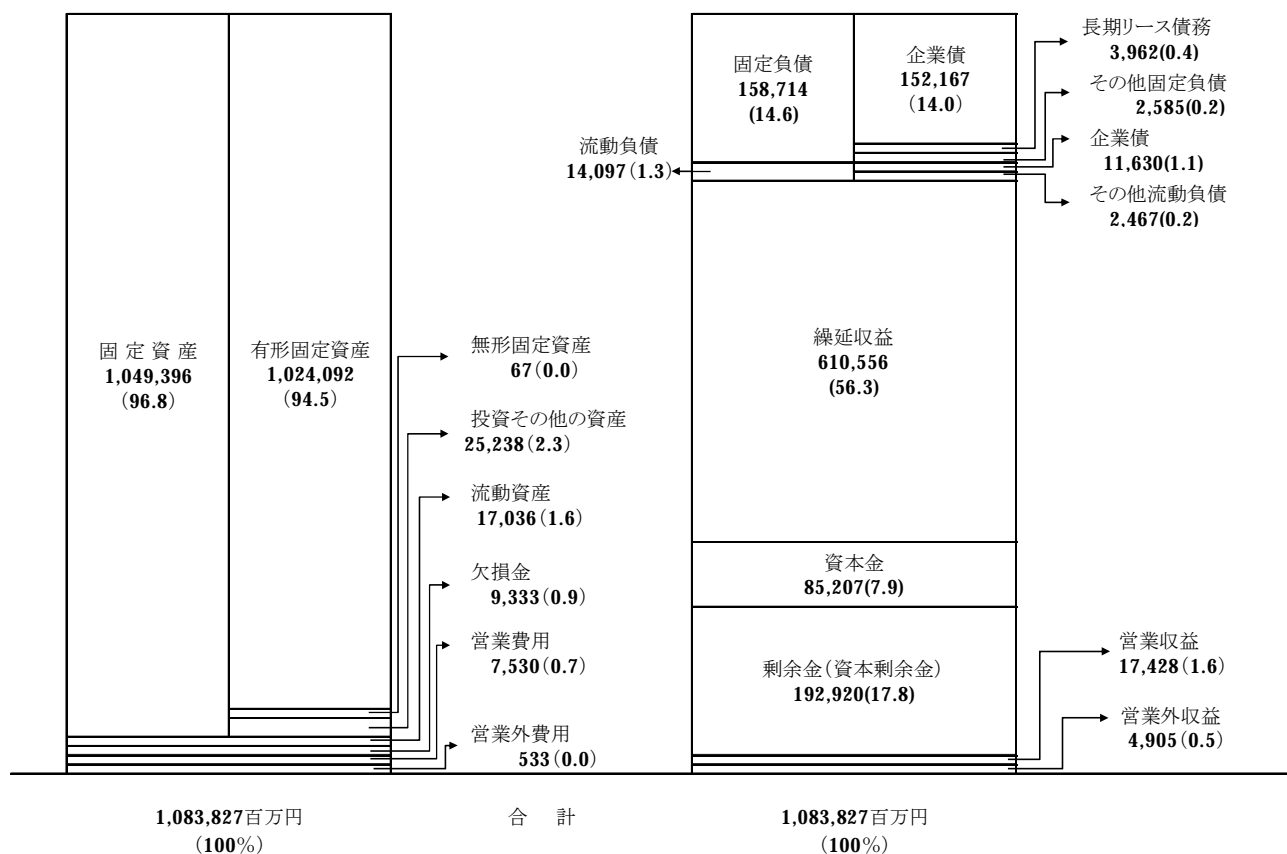 固 定 資 産
1,049,396
(96.8)
有形固定資産
1,024,092
(94.5)
無形固定資産
67(0.0)
投資その他の資産
25,238(2.3)
流動資産
17,036(1.6)
欠損金
9,333(0.9)
営業費用
7,530(0.7)
営業外費用
533(0.0)
固定負債
158,714
(14.6)
企業債
152,167
(14.0)
長期リース債務
3,962(0.4)
その他固定負債
2,585(0.2)
企業債
11,630(1.1)
その他流動負債
2,467(0.2)
流動負債
14,097(1.3)
繰延収益
610,556
(56.3)
資本金
85,207(7.9)
剰余金(資本剰余金)
192,920(17.8)
営業収益
17,428(1.6)
営業外収益
4,905(0.5)
1,083,827百万円
(100%)
合 計
1,083,827百万円
(100%)